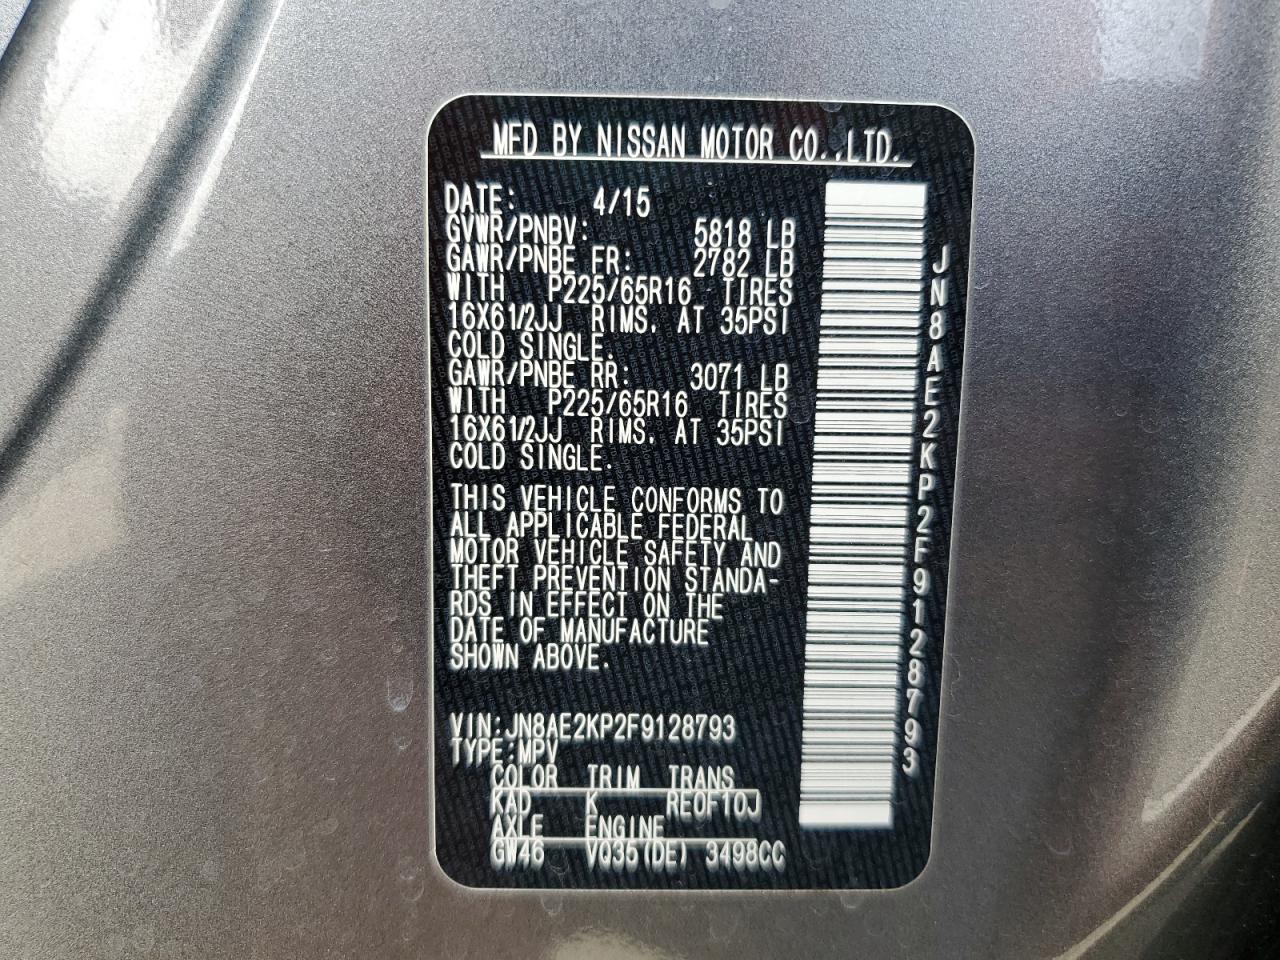 MFD BY NISSAN MOTOR CO.,LTD.
DATE: 4/15
GVWR/PNBV: 5818 LB
GAWR/PNBE FR: 2782 LB
WITH P225/65R16 TIRES
16X61/2JJ RIMS. AT 35PSI
COLD SINGLE.
GAWR/PNBE RR: 3071 LB
WITH P225/65R16 TIRES
16X61/2JJ RIMS. AT 35PSI
COLD SINGLE.
THIS VEHICLE CONFORMS TO
ALL APPLICABLE FEDERAL
MOTOR VEHICLE SAFETY AND
THEFT PREVENTION STANDA-
RDS IN EFFECT ON THE
DATE OF MANUFACTURE
SHOWN ABOVE.
VIN:JN8AE2KP2F9128793
TYPE:MPV
COLOR TRIM TRANS
KAD K RE0F10J
AXLE ENGINE
GW46 VQ35(DE) 3498CC
JN8AE2KP2F9128793